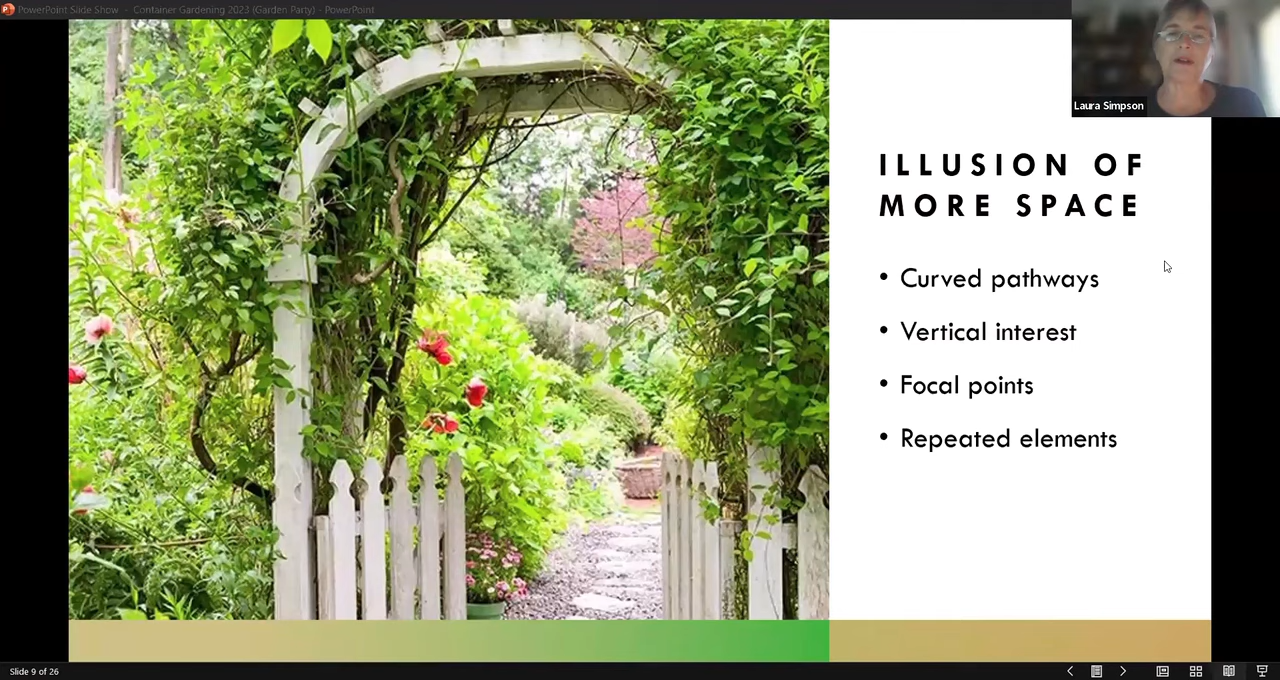 PowerPoint Slide Show - Container Gardening 2023 (Garden Party) - PowerPoint
Laura Simpson
ILLUSION OF
MORE SPACE
• Curved pathways
• Vertical interest
• Focal points
• Repeated elements
Slide 9 of 26